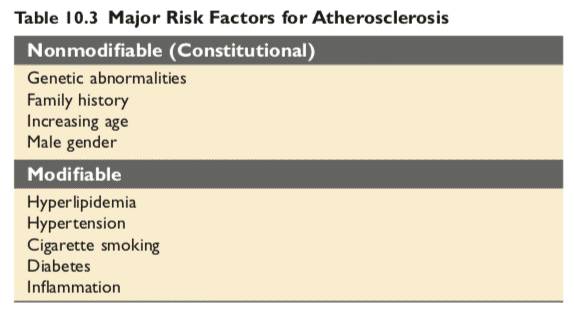 Table 10.3 Major Risk Factors for Atherosclerosis
Nonmodifiable (Constitutional)
Genetic abnormalities
Family history
Increasing age
Male gender
Modifiable
Hyperlipidemia
Hypertension
Cigarette smoking
Diabetes
Inflammation